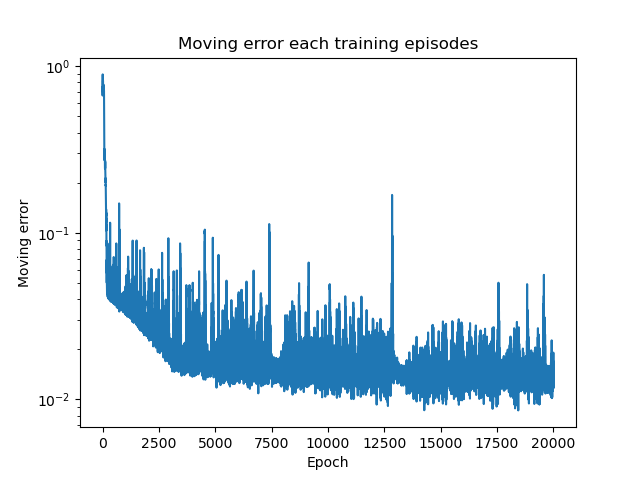 Moving error each training episodes
10⁰
10⁻¹
10⁻²
Moving error
0 2500 5000 7500 10000 12500 15000 17500 20000
Epoch